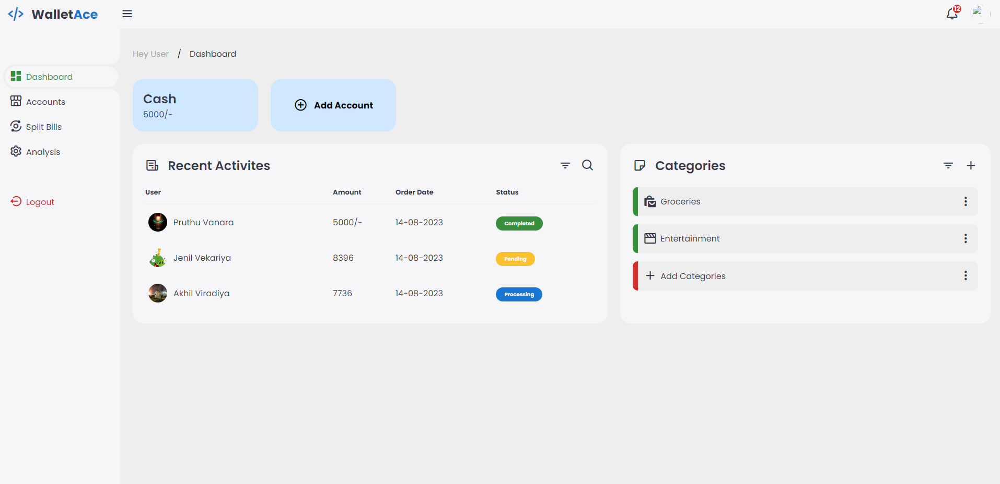 </> WalletAce
12
Hey User / Dashboard
Dashboard
Accounts
Split Bills
Analysis
Logout
Cash
5000/-
Add Account
Recent Activites
User Amount Order Date Status
Pruthu Vanara 5000/- 14-08-2023 Completed
Jenil Vekariya 8396 14-08-2023 Pending
Akhil Viradiya 7736 14-08-2023 Processing
Categories
Groceries
Entertainment
Add Categories